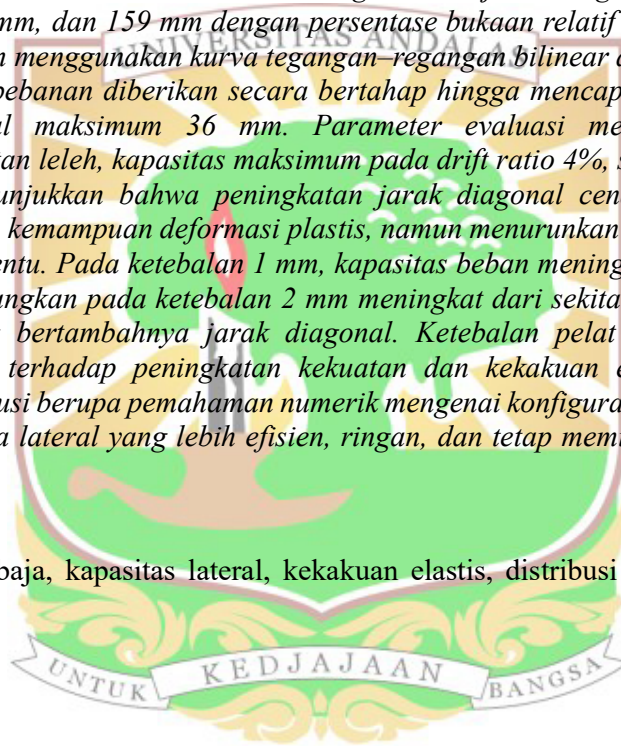 mm, dan 159 mm dengan persentase bukaan relatif
UNIVERSITAS ANDALAS
menggunakan kurva tegangan–regangan bilinear
pebanan diberikan secara bertahap hingga mencap
al maksimum 36 mm. Parameter evaluasi me
tan leleh, kapasitas maksimum pada drift ratio 4%, s
unjukkan bahwa peningkatan jarak diagonal cen
kemampuan deformasi plastis, namun menurunkan
entu. Pada ketebalan 1 mm, kapasitas beban mening
ungkan pada ketebalan 2 mm meningkat dari sekita
bertambahnya jarak diagonal. Ketebalan pelat
terhadap peningkatan kekuatan dan kekakuan e
usi berupa pemahaman numerik mengenai konfigura
a lateral yang lebih efisien, ringan, dan tetap memi
baja, kapasitas lateral, kekakuan elastis, distribusi
UNTUK KEDJAJAAN BANGSA